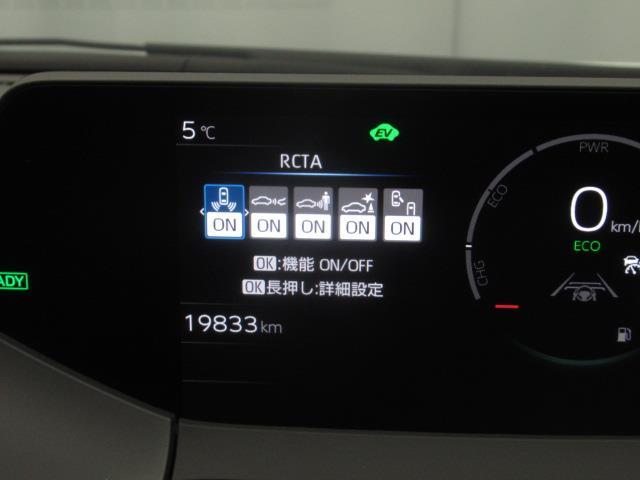 5℃
EV
RCTA
ON ON ON ON ON
OK:機能 ON/OFF
OK長押し:詳細設定
19833km
ADY
PWR
ECO
CHG
0
km/
ECO